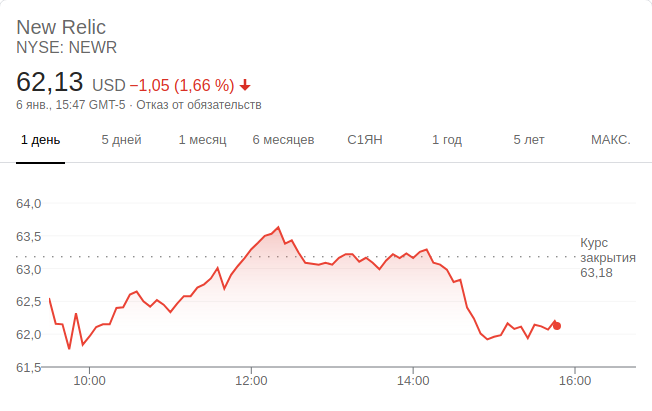 New Relic
NYSE: NEWR
62,13 USD −1,05 (1,66 %)
6 янв., 15:47 GMT-5 · Отказ от обязательств
1 день 5 дней 1 месяц 6 месяцев С1ЯН 1 год 5 лет МАКС.
64,0
63,5
Курс
закрытия
63,18
63,0
62,5
62,0
61,5
10:00 12:00 14:00 16:00